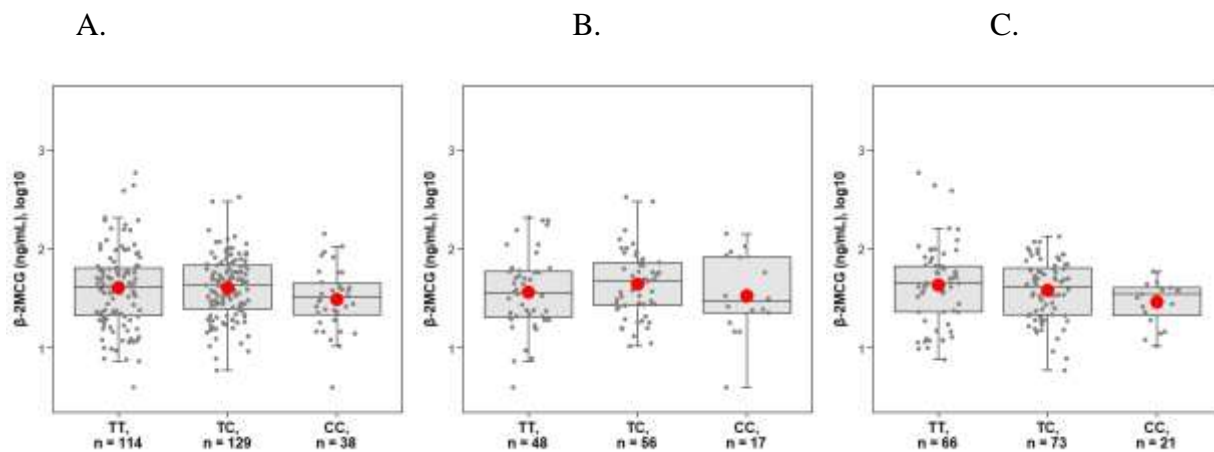 A.
B.
C.
β-2MCG (ng/mL), log10
3
2
1
TT,
n = 114
TC,
n = 129
CC,
n = 38
β-2MCG (ng/mL), log10
3
2
1
TT,
n = 48
TC,
n = 56
CC,
n = 17
β-2MCG (ng/mL), log10
3
2
1
TT,
n = 66
TC,
n = 73
CC,
n = 21